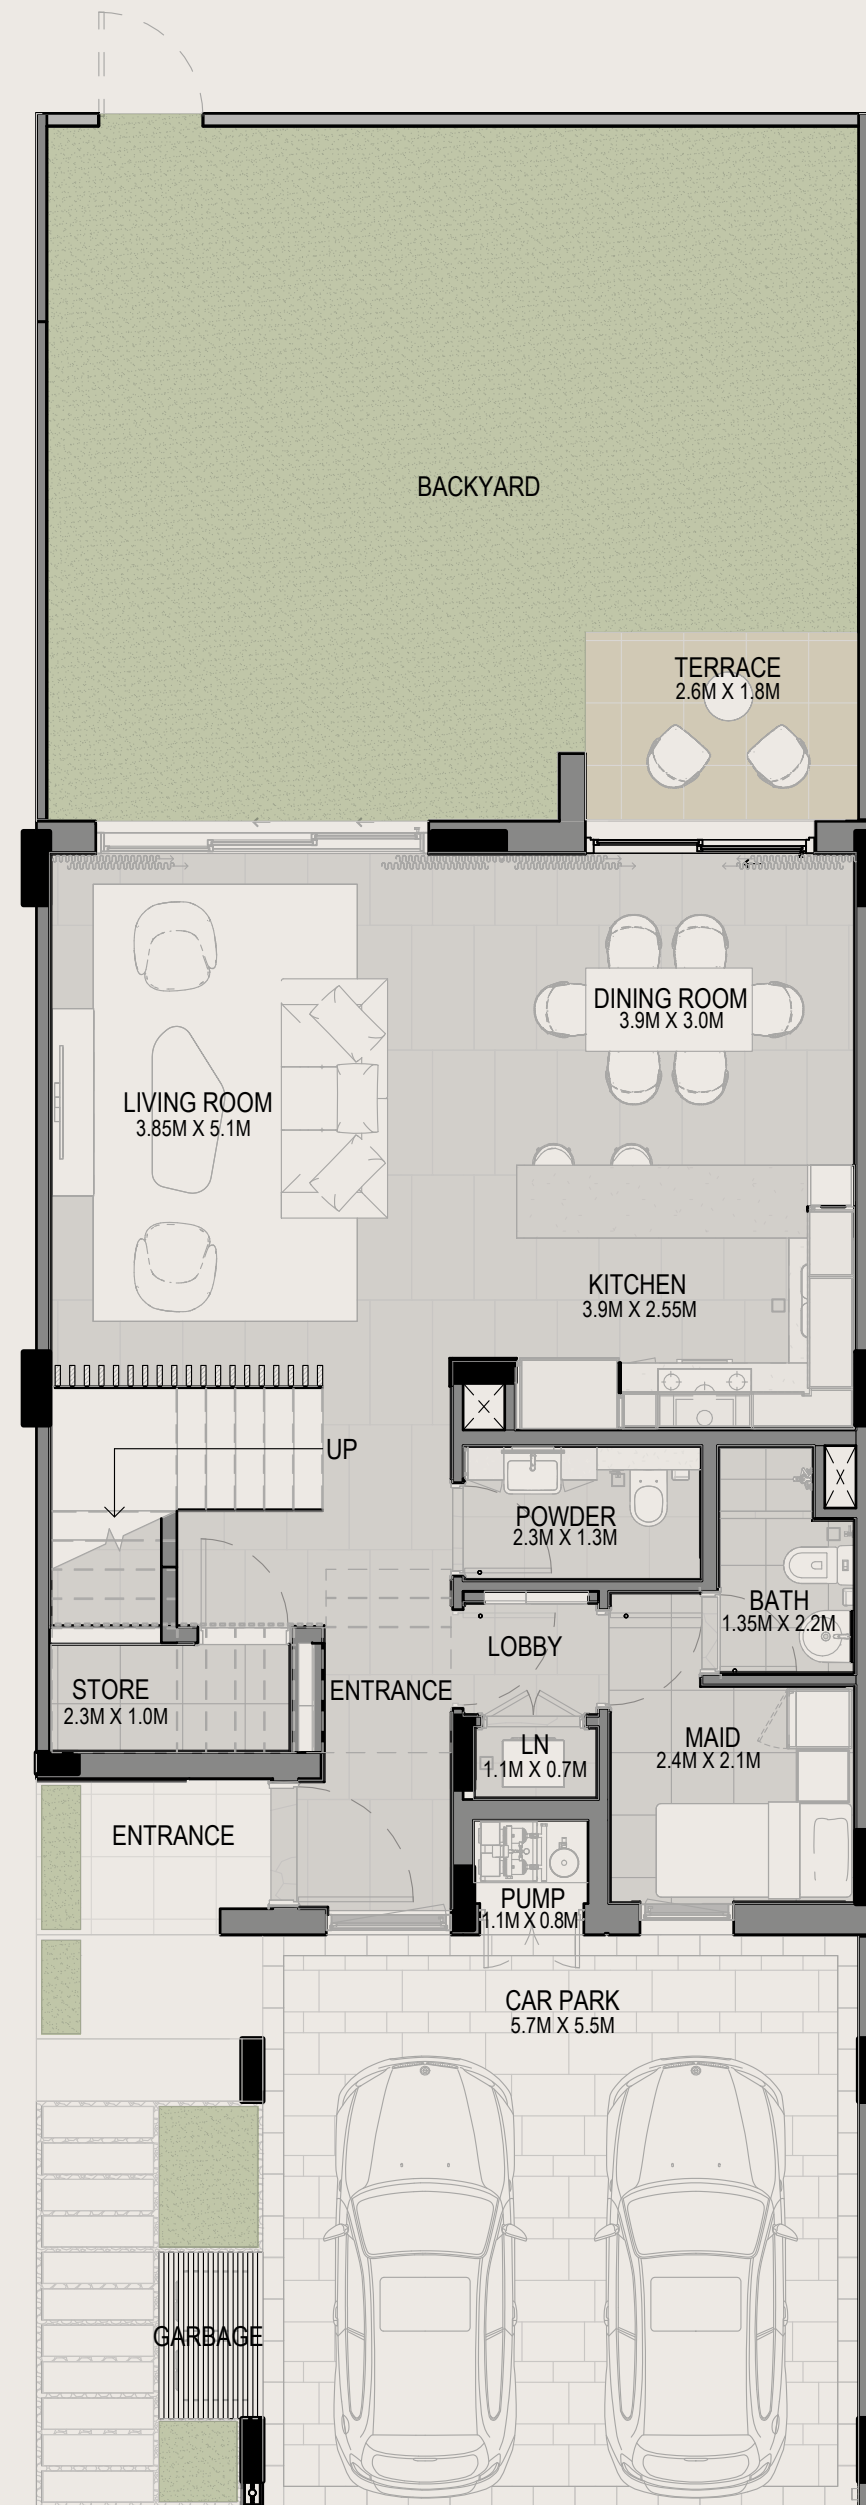 BACKYARD
TERRACE
2.6M X 1.8M
DINING ROOM
3.9M X 3.0M
LIVING ROOM
3.85M X 5.1M
KITCHEN
3.9M X 2.55M
UP
POWDER
2.3M X 1.3M
BATH
1.35M X 2.2M
LOBBY
STORE
2.3M X 1.0M
ENTRANCE
LN
1.1M X 0.7M
MAID
2.4M X 2.1M
ENTRANCE
PUMP
1.1M X 0.8M
CAR PARK
5.7M X 5.5M
GARBAGE